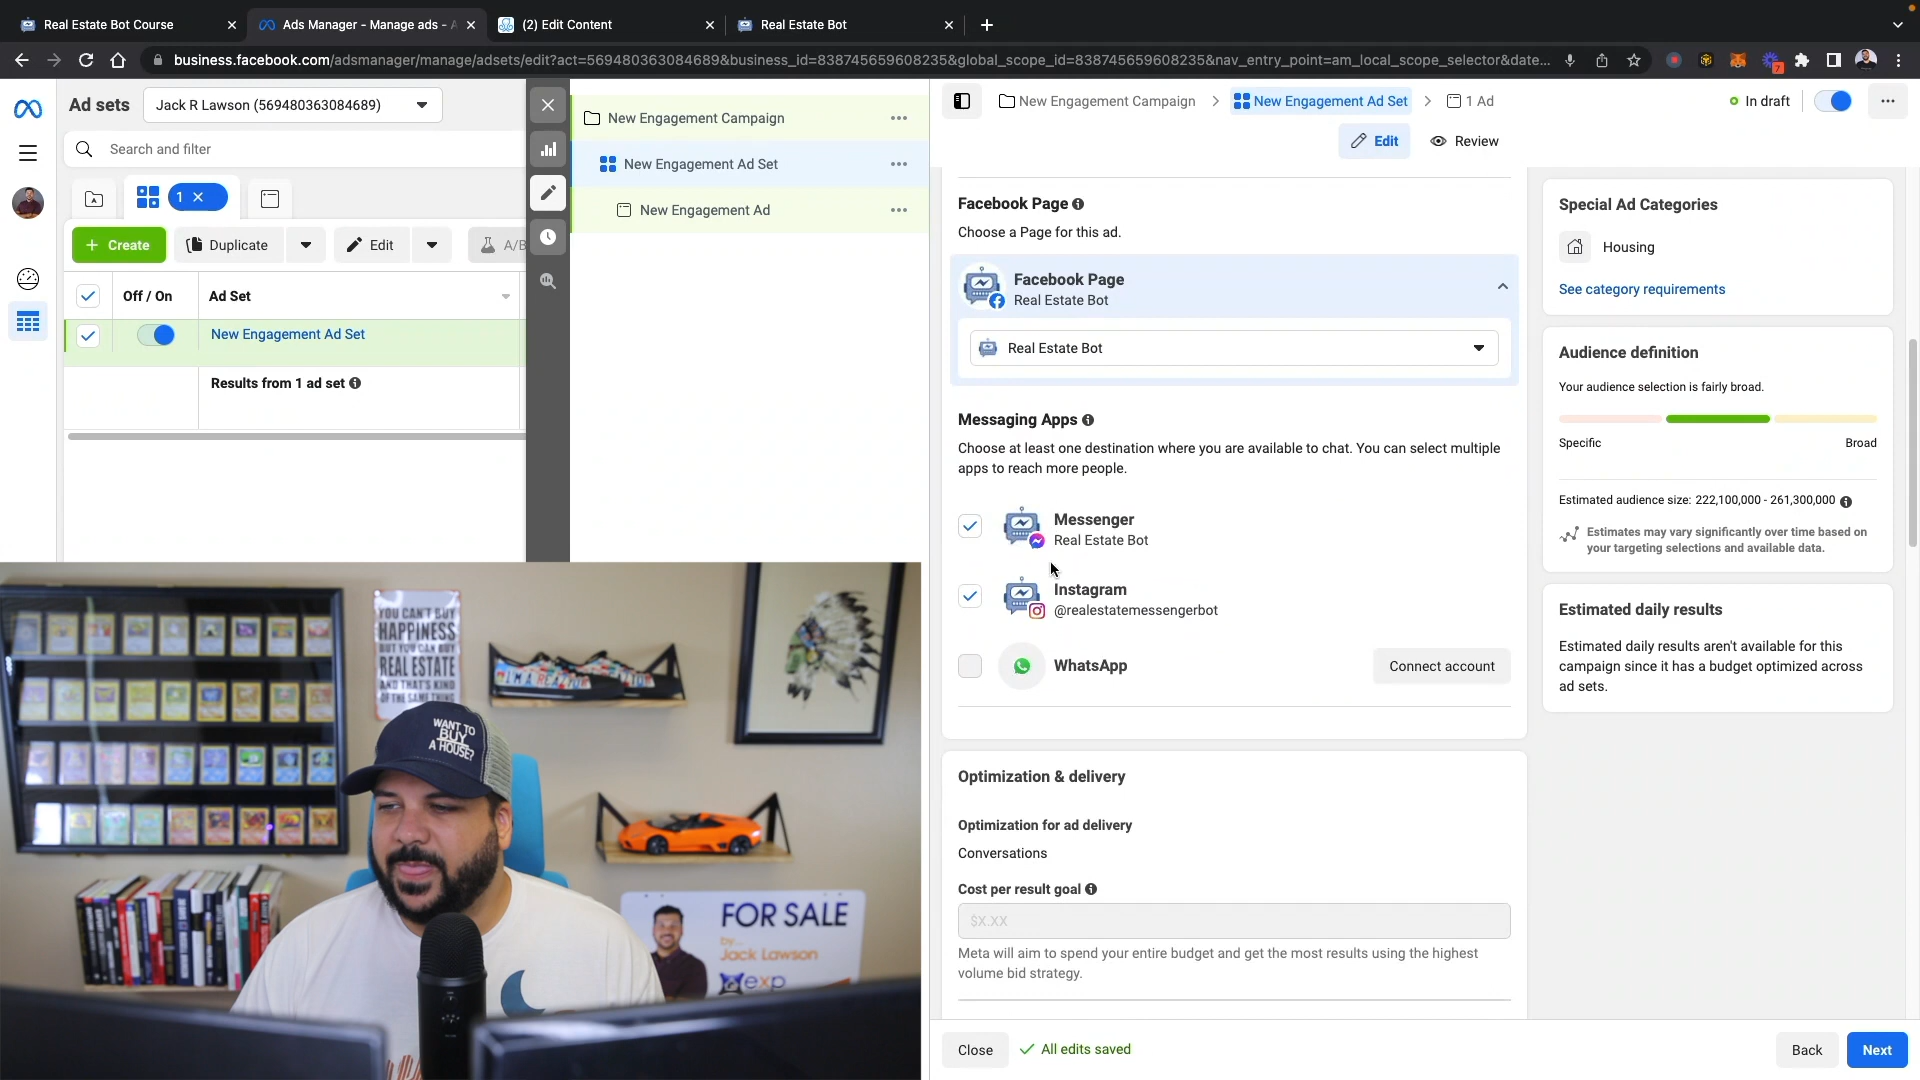 Real Estate Bot Course
Ads Manager - Manage ads - A
(2) Edit Content
Real Estate Bot
business.facebook.com/adsmanager/manage/adsets/edit?act=569480363084689&business_id=838745659608235&global_scope_id=838745659608235&nav_entry_point=am_local_scope_selector&date...
7
Ad sets
Jack R Lawson (569480363084689)
Search and filter
1
Create
Duplicate
Edit
A/B
Off / On
Ad Set
New Engagement Ad Set
Results from 1 ad set
New Engagement Campaign
New Engagement Ad Set
New Engagement Ad
New Engagement Campaign
New Engagement Ad Set
1 Ad
In draft
Edit
Review
Facebook Page
Choose a Page for this ad.
Facebook Page
Real Estate Bot
Real Estate Bot
Messaging Apps
Choose at least one destination where you are available to chat. You can select multiple
apps to reach more people.
Messenger
Real Estate Bot
Instagram
@realestatemessengerbot
WhatsApp
Connect account
Optimization & delivery
Optimization for ad delivery
Conversations
Cost per result goal
$X.XX
Meta will aim to spend your entire budget and get the most results using the highest
volume bid strategy.
Close
All edits saved
Back
Next
Special Ad Categories
Housing
See category requirements
Audience definition
Your audience selection is fairly broad.
Specific
Broad
Estimated audience size: 222,100,000 - 261,300,000
Estimates may vary significantly over time based on
your targeting selections and available data.
Estimated daily results
Estimated daily results aren't available for this
campaign since it has a budget optimized across
ad sets.
YOU CAN'T BUY
HAPPINESS
BUT YOU CAN BUY
REAL ESTATE
AND THAT'S KIND
OF THE SAME THING
I'M A REALTOR
WANT TO
BUY
A HOUSE?
FOR SALE
by...
Jack Lawson
exp